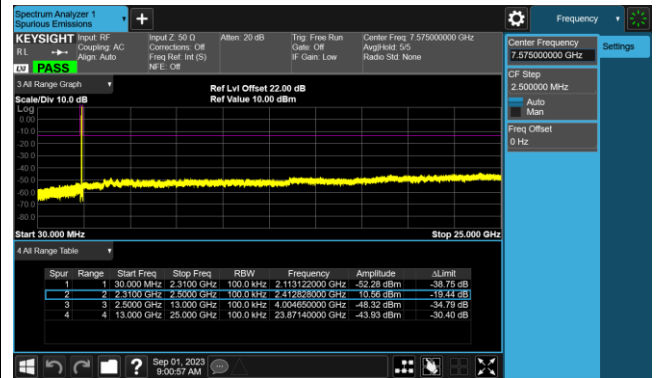 Spectrum Analyzer 1
Spurious Emissions
+
Frequency
KEYSIGHT
RL
PASS
Input: RF
Coupling: AC
Align: Auto
Input Z: 50 Ω
Corrections: Off
Freq Ref: Int (S)
NFE: Off
Atten: 20 dB
Trig: Free Run
Gate: Off
IF Gain: Low
Center Freq: 7.575000000 GHz
Avg|Hold: 5/5
Radio Std: None
Center Frequency
7.575000000 GHz
Settings
CF Step
2.500000 MHz
Auto
Man
Freq Offset
0 Hz
3 All Range Graph
Scale/Div 10.0 dB
Ref Lvl Offset 22.00 dB
Ref Value 10.00 dBm
Log
0.00
-10.0
-20.0
-30.0
-40.0
-50.0
-60.0
-70.0
-80.0
Start 30.000 MHz
Stop 25.000 GHz
4 All Range Table
Spur Range Start Freq Stop Freq RBW Frequency Amplitude ΔLimit
1 1 30.000 MHz 2.3100 GHz 100.0 kHz 2.113122000 GHz -52.28 dBm -38.75 dB
2 2 2.3100 GHz 2.5000 GHz 100.0 kHz 2.412828000 GHz 10.56 dBm -19.44 dB
3 3 2.5000 GHz 13.000 GHz 100.0 kHz 4.004650000 GHz -48.32 dBm -34.79 dB
4 4 13.000 GHz 25.000 GHz 100.0 kHz 23.87140000 GHz -43.93 dBm -30.40 dB
?
Sep 01, 2023
9:00:57 AM